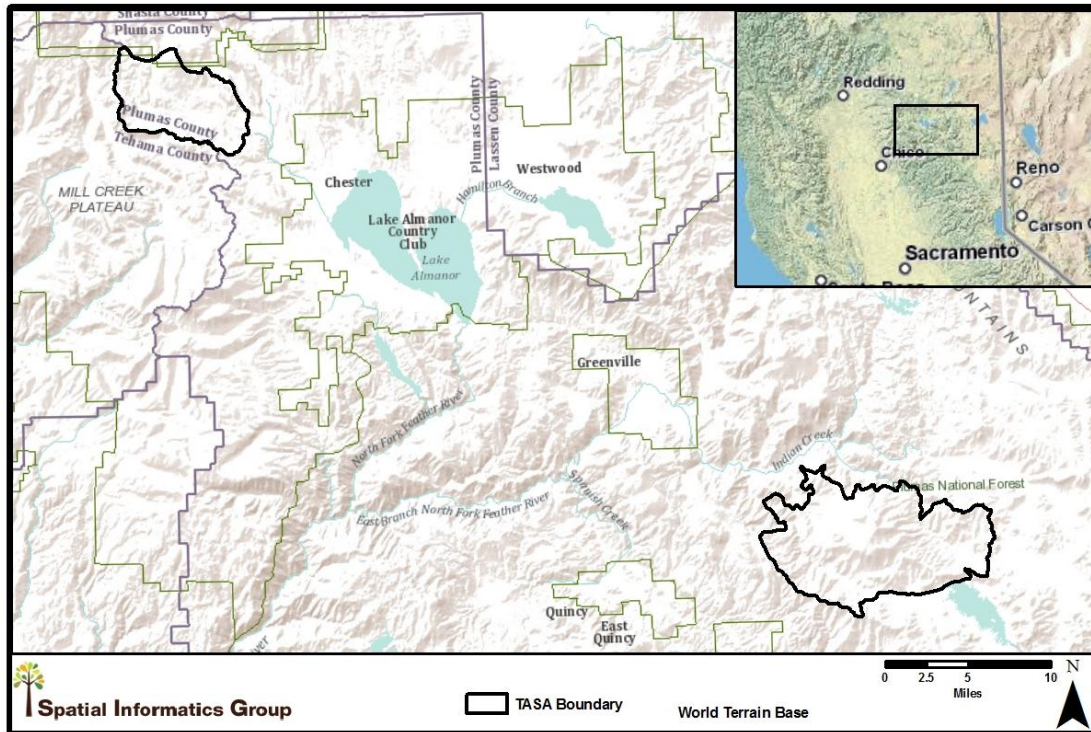 Shasta County
Plumas County
Plumas County
Tehama County
MILL CREEK
PLATEAU
Chester
Lake Almanor
Country
Club
Lake
Almanor
Plumas County
Lassen County
Hamilton Branch
Westwood
Redding
Chico
Reno
Carson C
Sacramento
UNTAINS
Greenville
North Fork Feather River
East Branch North Fork Feather River
Spanish Creek
Indian Creek
Plumas National Forest
Quincy
East
Quincy
iver
Spatial Informatics Group
TASA Boundary
World Terrain Base
0 2.5 5 10
Miles
N